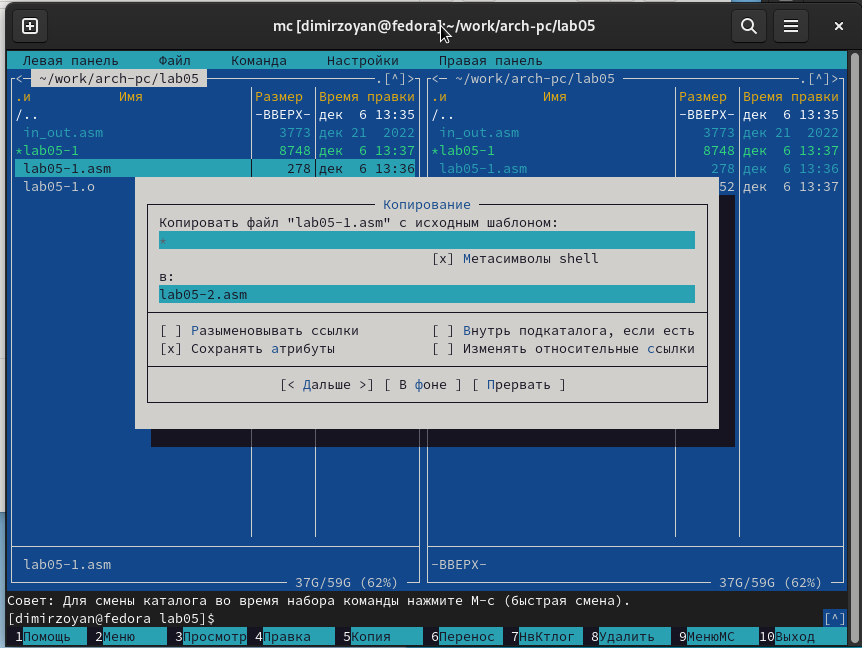 mc [dimirzoyan@fedora]:~/work/arch-pc/lab05
Левая панель Файл Команда Настройки Правая панель
<— ~/work/arch-pc/lab05 .[^]> <— ~/work/arch-pc/lab05 .[^]>
.и Имя Размер Время правки .и Имя Размер Время правки
/.. -ВВЕРХ- дек 6 13:35 /.. -ВВЕРХ- дек 6 13:35
in_out.asm 3773 дек 21 2022 in_out.asm 3773 дек 21 2022
*lab05-1 8748 дек 6 13:37 *lab05-1 8748 дек 6 13:37
lab05-1.asm 278 дек 6 13:36 lab05-1.asm 278 дек 6 13:36
lab05-1.o 52 дек 6 13:37
Копирование
Копировать файл "lab05-1.asm" с исходным шаблоном:
*
[x] Метасимволы shell
в:
lab05-2.asm
[ ] Разыменовывать ссылки [ ] Внутрь подкаталога, если есть
[x] Сохранять атрибуты [ ] Изменять относительные ссылки
[< Дальше >] [ В фоне ] [ Прервать ]
lab05-1.asm -ВВЕРХ-
37G/59G (62%) 37G/59G (62%)
Совет: Для смены каталога во время набора команды нажмите M-c (быстрая смена).
[dimirzoyan@fedora lab05]$ [^]
1Помощь 2Меню 3Просмотр 4Правка 5Копия 6Перенос 7НвКтлог 8Удалить 9МенюМС 10Выход